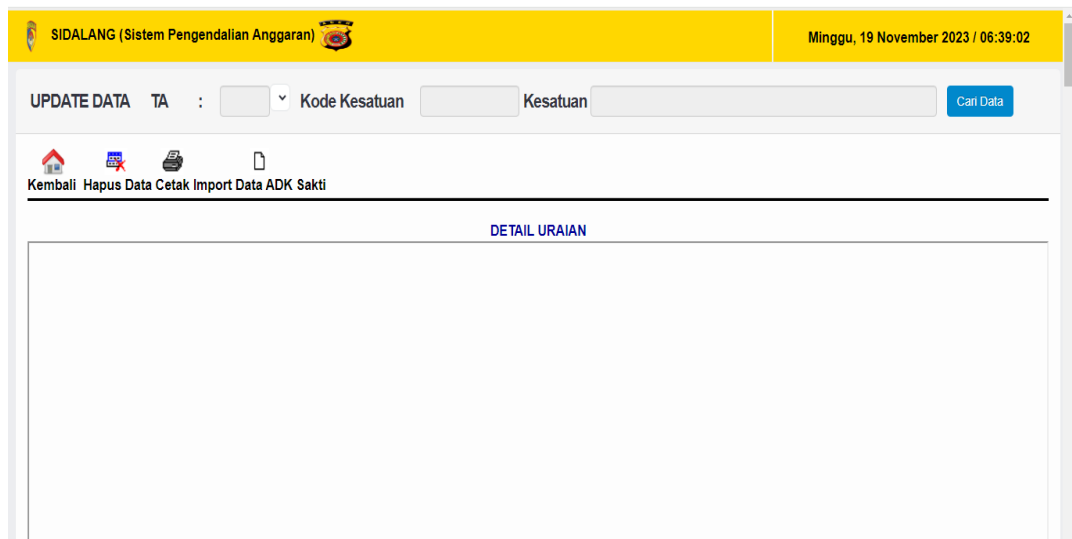 SIDALANG (Sistem Pengendalian Anggaran)
Minggu, 19 November 2023 / 06:39:02
UPDATE DATA TA : Kode Kesatuan Kesatuan Cari Data
Kembali Hapus Data Cetak Import Data ADK Sakti
DETAIL URAIAN